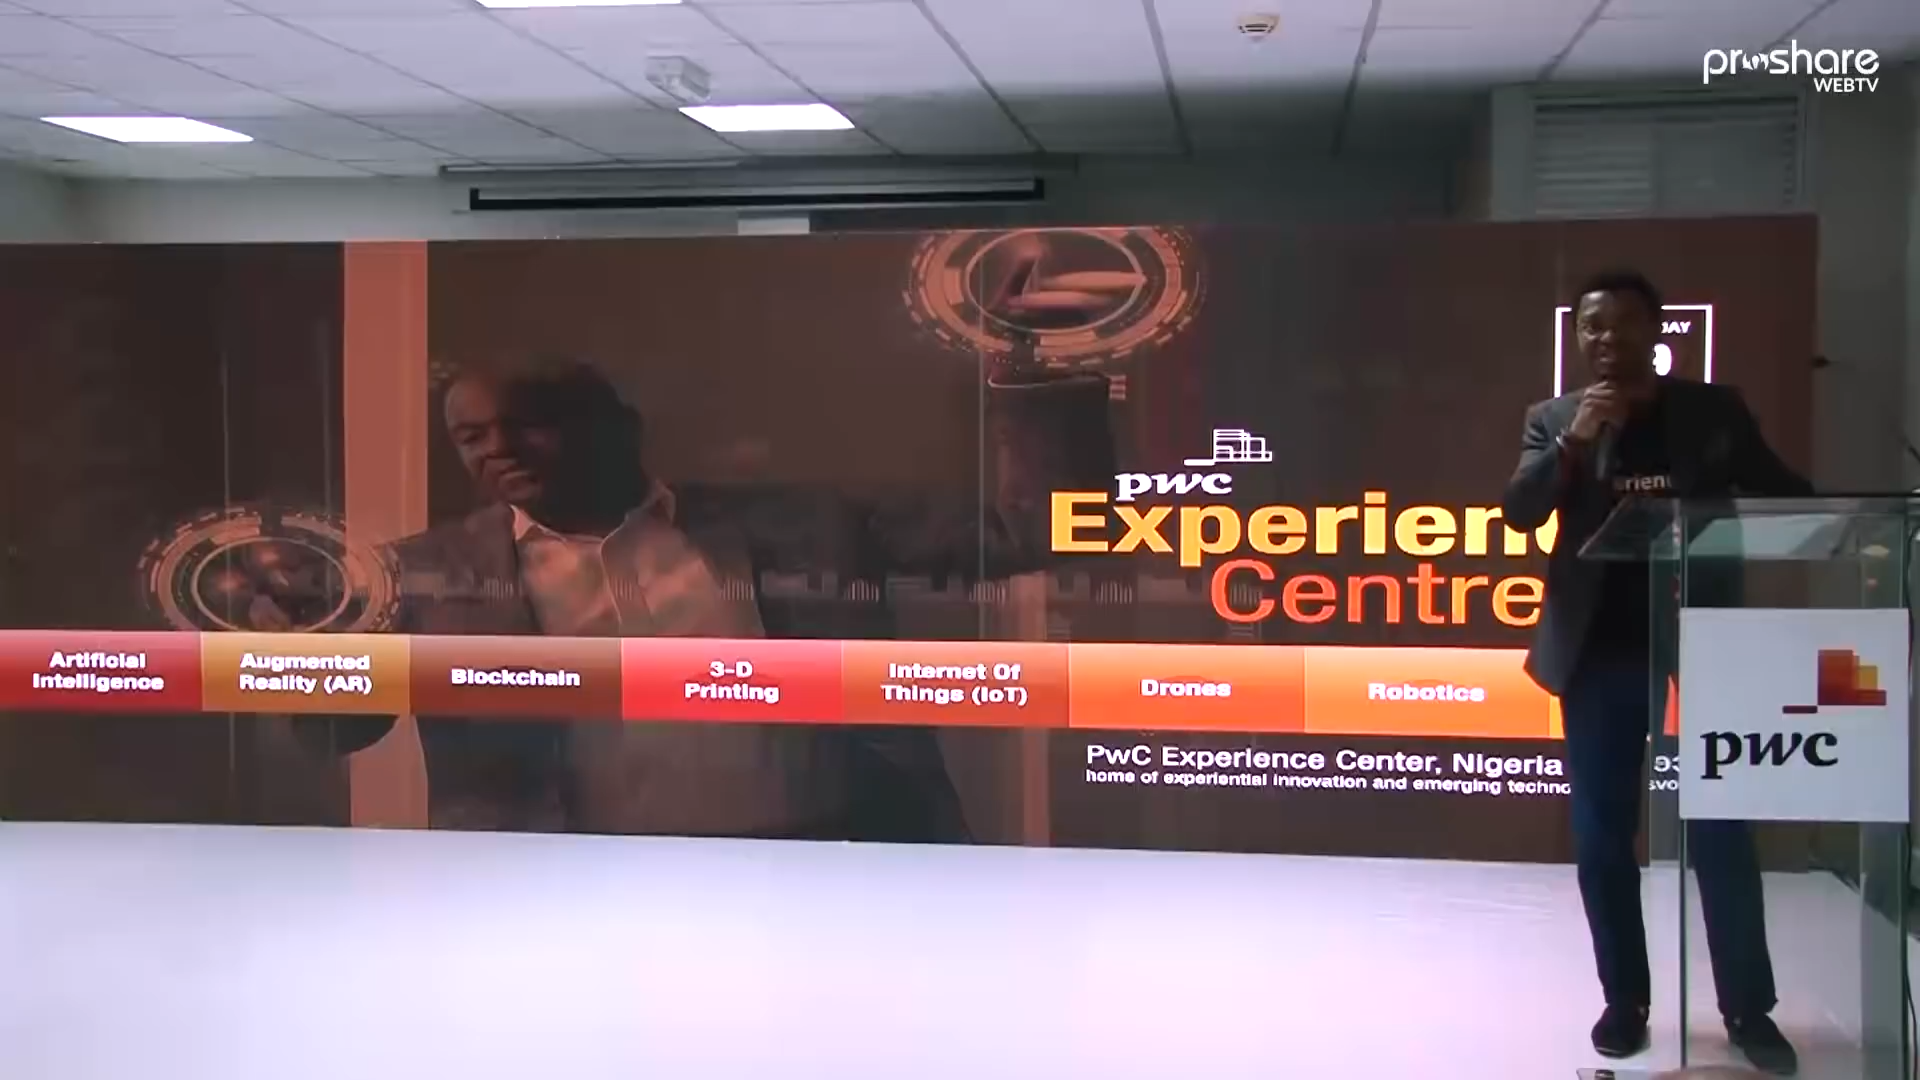 proshare
WEBTV
pwc
Experien
Centre
Artificial
Intelligence
Augmented
Reality (AR)
Blockchain
3-D
Printing
Internet Of
Things (IoT)
Drones
Robotics
PwC Experience Center, Nigeria
home of experiential innovation and emerging techno
pwc